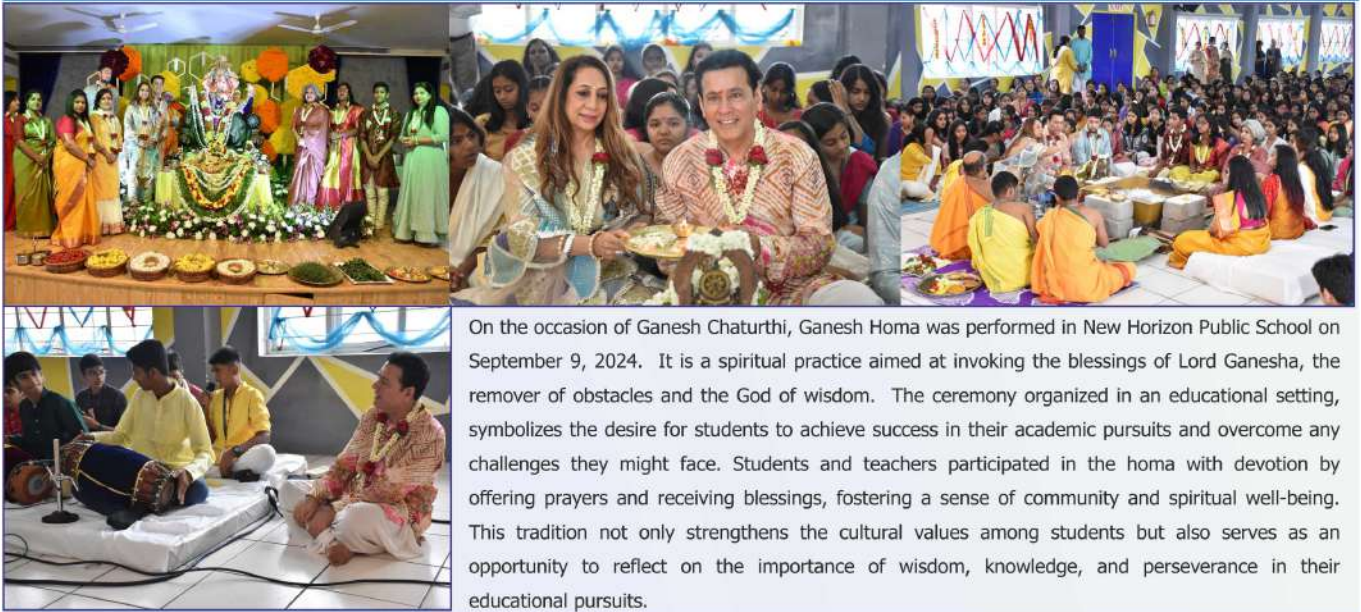 On the occasion of Ganesh Chaturthi, Ganesh Homa was performed in New Horizon Public School on
September 9, 2024. It is a spiritual practice aimed at invoking the blessings of Lord Ganesha, the
remover of obstacles and the God of wisdom. The ceremony organized in an educational setting,
symbolizes the desire for students to achieve success in their academic pursuits and overcome any
challenges they might face. Students and teachers participated in the homa with devotion by
offering prayers and receiving blessings, fostering a sense of community and spiritual well-being.
This tradition not only strengthens the cultural values among students but also serves as an
opportunity to reflect on the importance of wisdom, knowledge, and perseverance in their
educational pursuits.